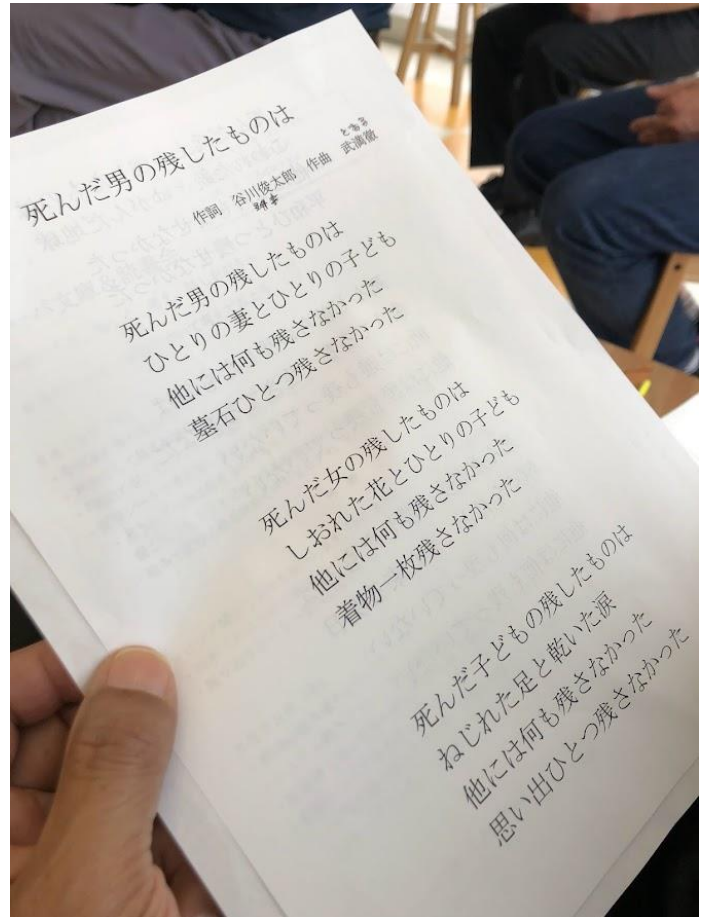 死んだ男の残したものは
とおる
作詞 谷川俊太郎 作曲 武満徹
死んだ男の残したものは
ひとりの妻とひとりの子ども
他には何も残さなかった
墓石ひとつ残さなかった
死んだ女の残したものは
しおれた花とひとりの子ども
他には何も残さなかった
着物一枚残さなかった
死んだ子どもの残したものは
ねじれた足と乾いた涙
他には何も残さなかった
思い出ひとつ残さなかった